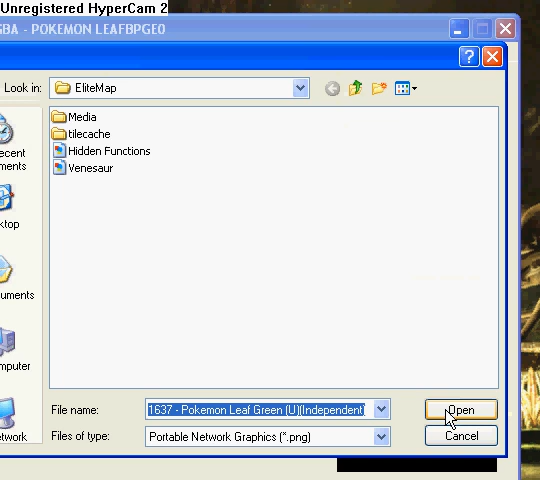 Unregistered HyperCam 2
GBA - POKEMON LEAFBPGE0
Look in: EliteMap
Media
tilecache
Hidden Functions
Venesaur
ecent
ments
ktop
uments
mputer
etwork
File name: 1637 - Pokemon Leaf Green (U)(Independent) Open
Files of type: Portable Network Graphics (*.png) Cancel